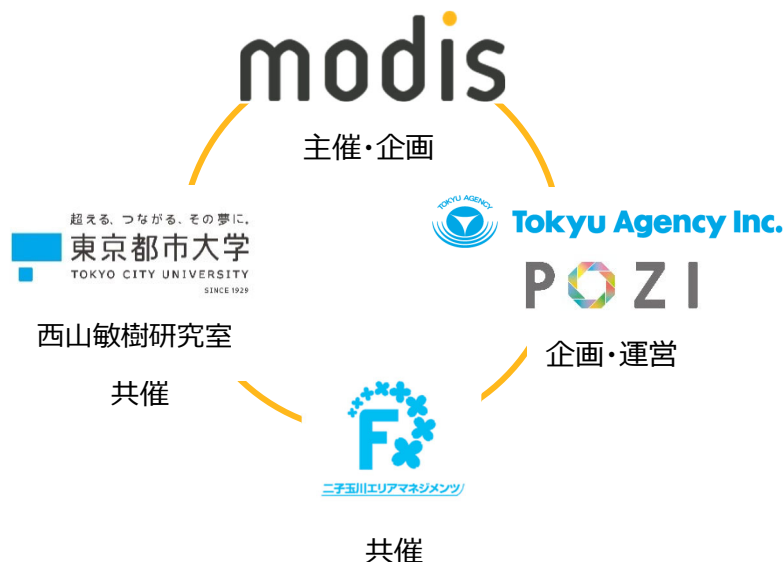 modis
主催・企画
超える、つながる、その夢に。
東京都市大学
TOKYO CITY UNIVERSITY
SINCE 1929
西山敏樹研究室
共催
TOKYU AGENCY
Tokyu Agency Inc.
POZI
企画・運営
F
二子玉川エリアマネジメンツ
共催